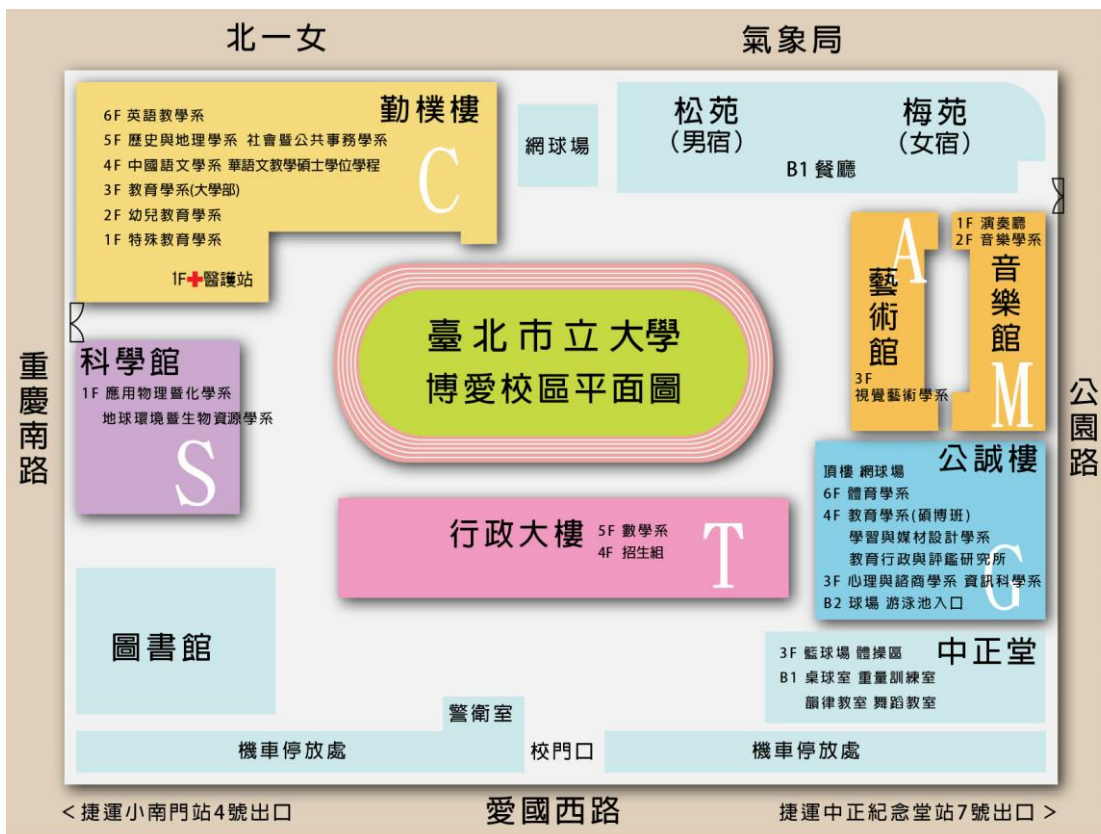 北一女
氣象局
勤樸樓
6F 英語教學系
5F 歷史與地理學系 社會暨公共事務學系
4F 中國語文學系 華語文教學碩士學位學程
3F 教育學系(大學部)
2F 幼兒教育學系
1F 特殊教育學系
1F 醫護站
C
網球場
松苑
(男宿)
梅苑
(女宿)
B1 餐廳
A
藝術館
3F
視覺藝術學系
1F 演奏廳
2F 音樂學系
音樂館
M
臺北市立大學
博愛校區平面圖
重慶南路
科學館
1F 應用物理暨化學系
地球環境暨生物資源學系
S
公園路
公誠樓
頂樓 網球場
6F 體育學系
4F 教育學系(碩博班)
學習與媒材設計學系
教育行政與評鑑研究所
3F 心理與諮商學系 資訊科學系
B2 球場 游泳池入口
G
行政大樓
5F 數學系
4F 招生組
T
圖書館
中正堂
3F 籃球場 體操區
B1 桌球室 重量訓練室
韻律教室 舞蹈教室
警衛室
機車停放處
校門口
機車停放處
<捷運小南門站4號出口
愛國西路
捷運中正紀念堂站7號出口>